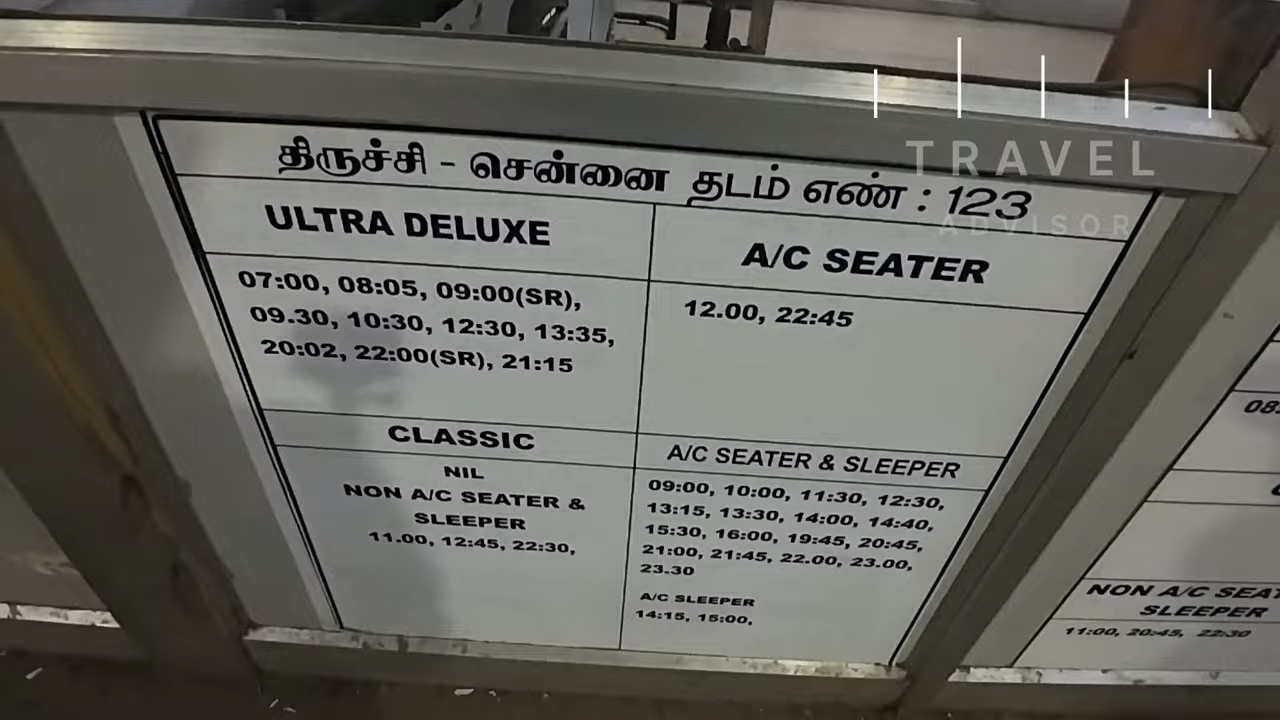 TRAVEL
ADVISOR
திருச்சி - சென்னை தடம் எண் : 123
ULTRA DELUXE
07:00, 08:05, 09:00(SR),
09.30, 10:30, 12:30, 13:35,
20:02, 22:00(SR), 21:15
A/C SEATER
12.00, 22:45
CLASSIC
NIL
NON A/C SEATER &
SLEEPER
11.00, 12:45, 22:30,
A/C SEATER & SLEEPER
09:00, 10:00, 11:30, 12:30,
13:15, 13:30, 14:00, 14:40,
15:30, 16:00, 19:45, 20:45,
21:00, 21:45, 22.00, 23.00,
23.30
A/C SLEEPER
14:15, 15:00,
08:
NON A/C SEAT
SLEEPER
11:00, 20:45, 22:30